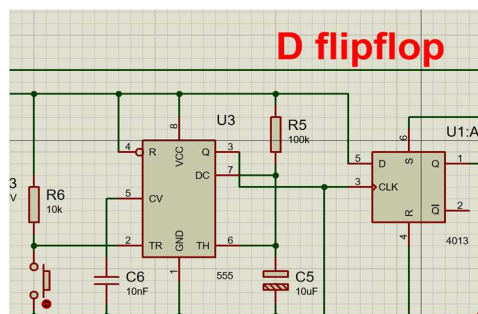 D flipflop
U3
R5
100k
U1:A
8
6
4
R
VCC
Q
3
5
D
S
Q
1
DC
7
3
CLK
3
V
R6
10k
5
CV
R
QI
2
2
TR
GND
TH
6
4
4013
1
555
C6
10nF
C5
10uF